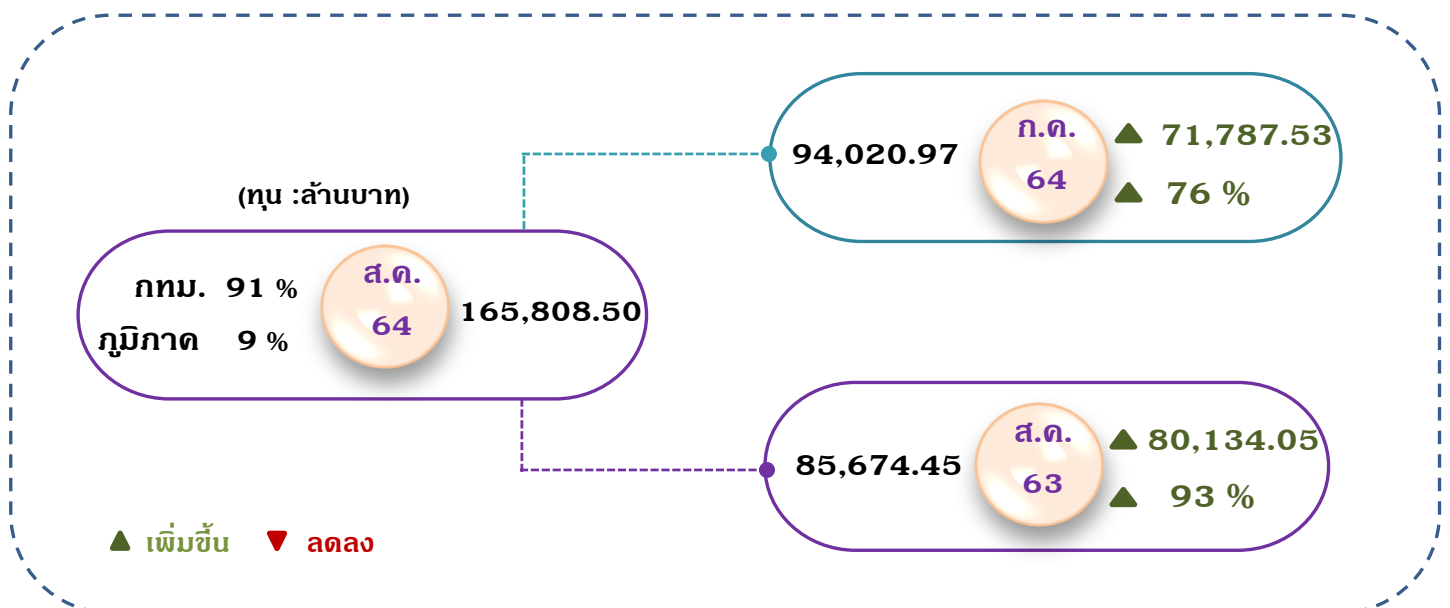 (ทุน :ล้านบาท)
กทม. 91 %
ภูมิภาค 9 %
ส.ค.
64
165,808.50
94,020.97
ก.ค.
64
71,787.53
76 %
85,674.45
ส.ค.
63
80,134.05
93 %
เพิ่มขึ้น ลดลง